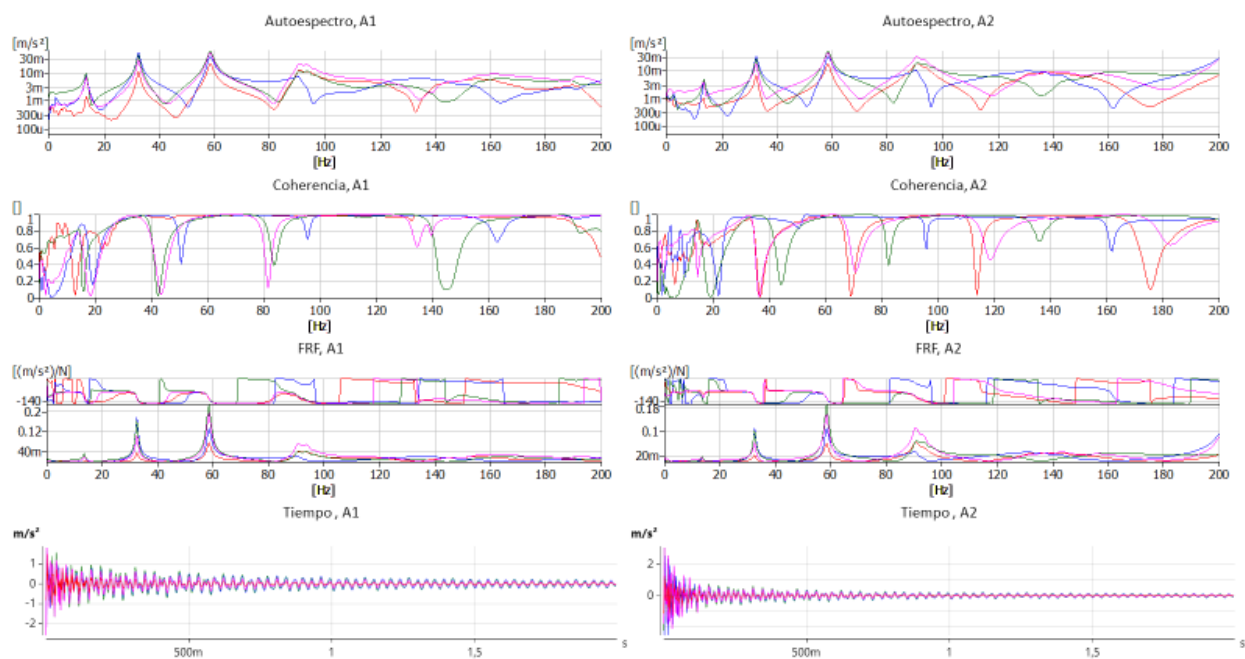 Autoespectro, A1
[m/s²]
30m
10m
3m
1m
300u
100u
0 20 40 60 80 100 120 140 160 180 200
[Hz]
Autoespectro, A2
[m/s²]
30m
10m
3m
1m
300u
100u
0 20 40 60 80 100 120 140 160 180 200
[Hz]
Coherencia, A1
[]
1
0.8
0.6
0.4
0.2
0
0 20 40 60 80 100 120 140 160 180 200
[Hz]
Coherencia, A2
[]
1
0.8
0.6
0.4
0.2
0
0 20 40 60 80 100 120 140 160 180 200
[Hz]
FRF, A1
[(m/s²)/N]
-140
0.2
0.12
40m
0 20 40 60 80 100 120 140 160 180 200
[Hz]
FRF, A2
[(m/s²)/N]
-140
0.18
0.1
20m
0 20 40 60 80 100 120 140 160 180 200
[Hz]
Tiempo , A1
m/s²
1
0
-1
-2
500m 1 1,5 s
Tiempo , A2
m/s²
2
0
500m 1 1,5 s